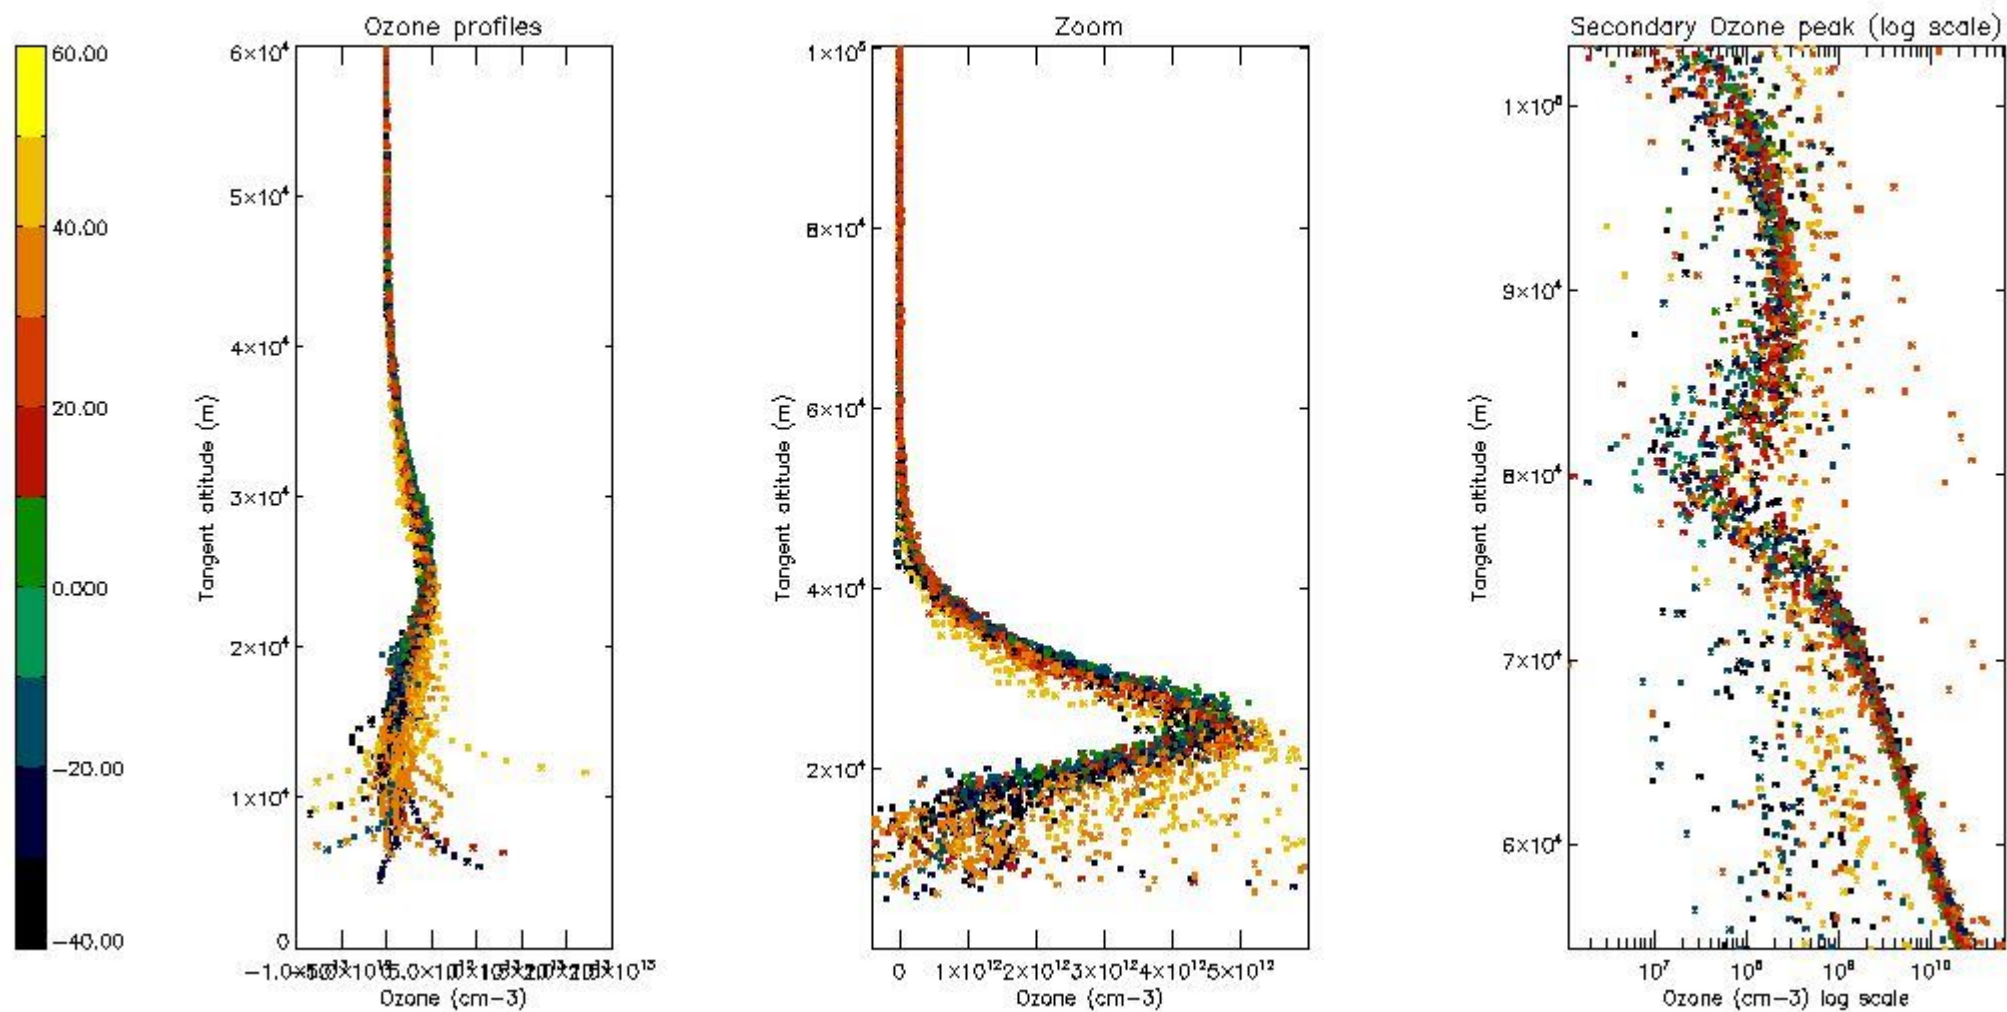 Ozone profiles
Zoom
Secondary Ozone peak (log scale)
60.00
40.00
20.00
0.000
-20.00
-40.00
6×10⁴
5×10⁴
4×10⁴
3×10⁴
2×10⁴
1×10⁴
0
Tangent altitude (m)
Ozone (cm-3)
1×10⁵
8×10⁴
6×10⁴
4×10⁴
2×10⁴
Tangent altitude (m)
0 1×10¹² 2×10¹² 3×10¹² 4×10¹² 5×10¹²
Ozone (cm-3)
1×10⁵
9×10⁴
8×10⁴
7×10⁴
6×10⁴
Tangent altitude (m)
10⁷ 10⁸ 10⁹ 10¹⁰
Ozone (cm-3) log scale